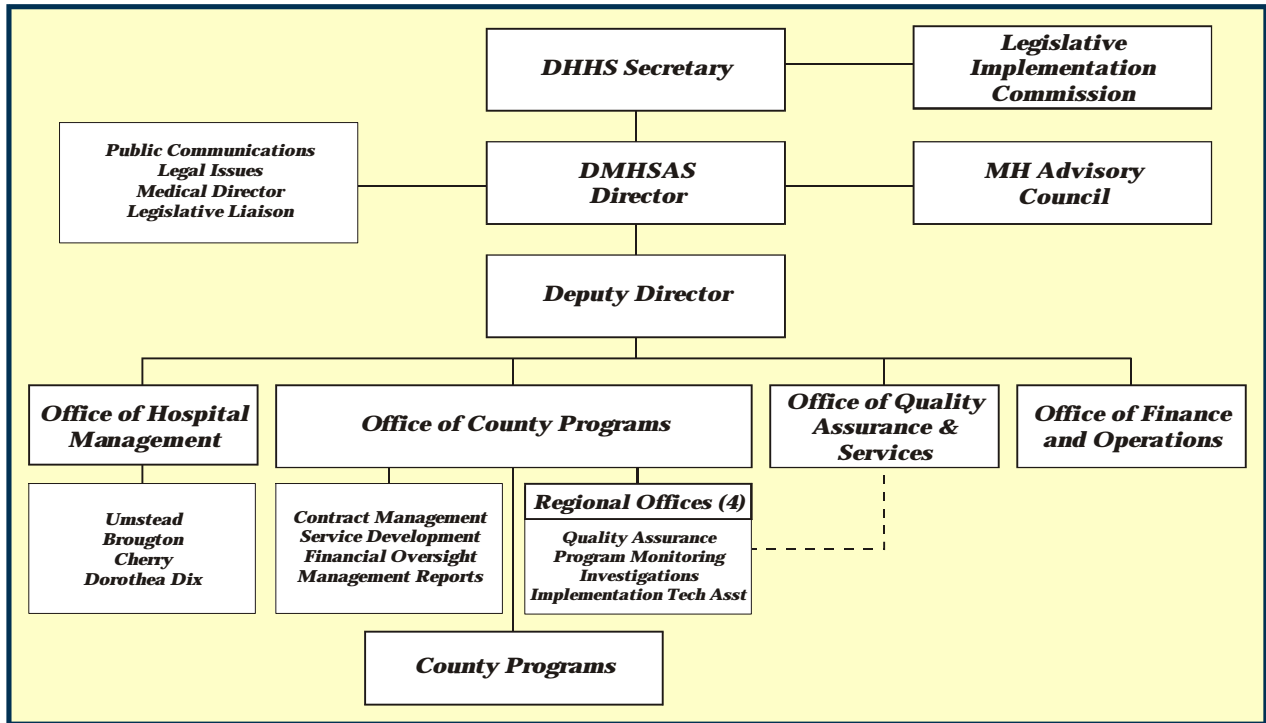 DHHS Secretary
Legislative
Implementation
Commission
Public Communications
Legal Issues
Medical Director
Legislative Liaison
DMHSAS
Director
MH Advisory
Council
Deputy Director
Office of Hospital
Management
Office of County Programs
Office of Quality
Assurance &
Services
Office of Finance
and Operations
Umstead
Brougton
Cherry
Dorothea Dix
Contract Management
Service Development
Financial Oversight
Management Reports
Regional Offices (4)
Quality Assurance
Program Monitoring
Investigations
Implementation Tech Asst
County Programs